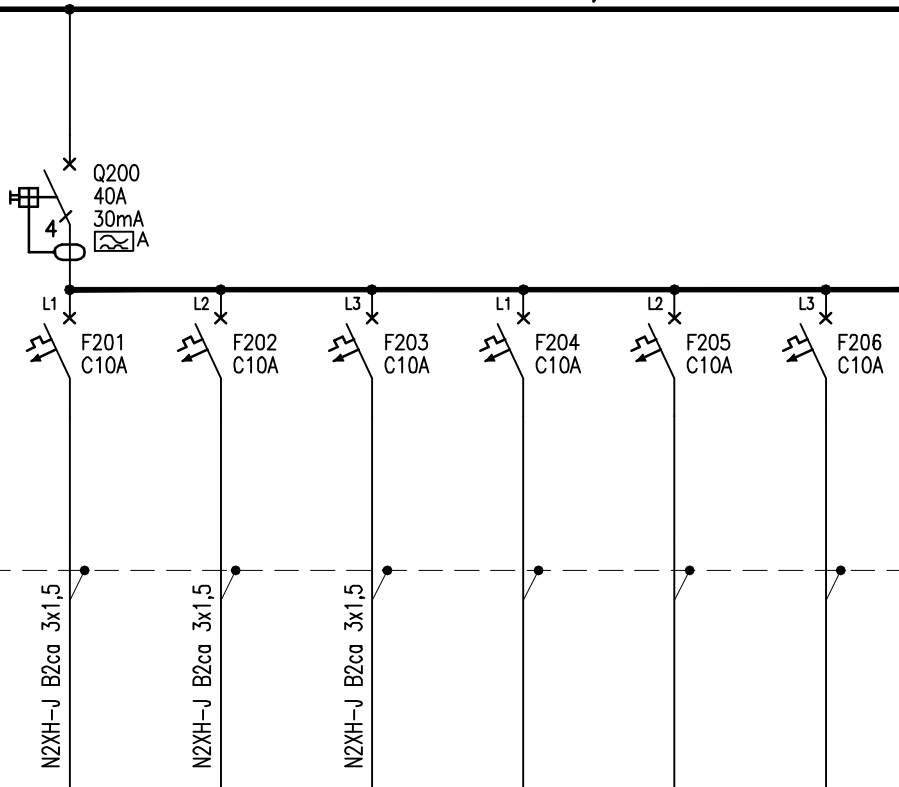 Q200
40A
30mA
4
A
L1
L2
L3
L1
L2
L3
F201
C10A
F202
C10A
F203
C10A
F204
C10A
F205
C10A
F206
C10A
N2XH-J B2ca 3x1,5
N2XH-J B2ca 3x1,5
N2XH-J B2ca 3x1,5